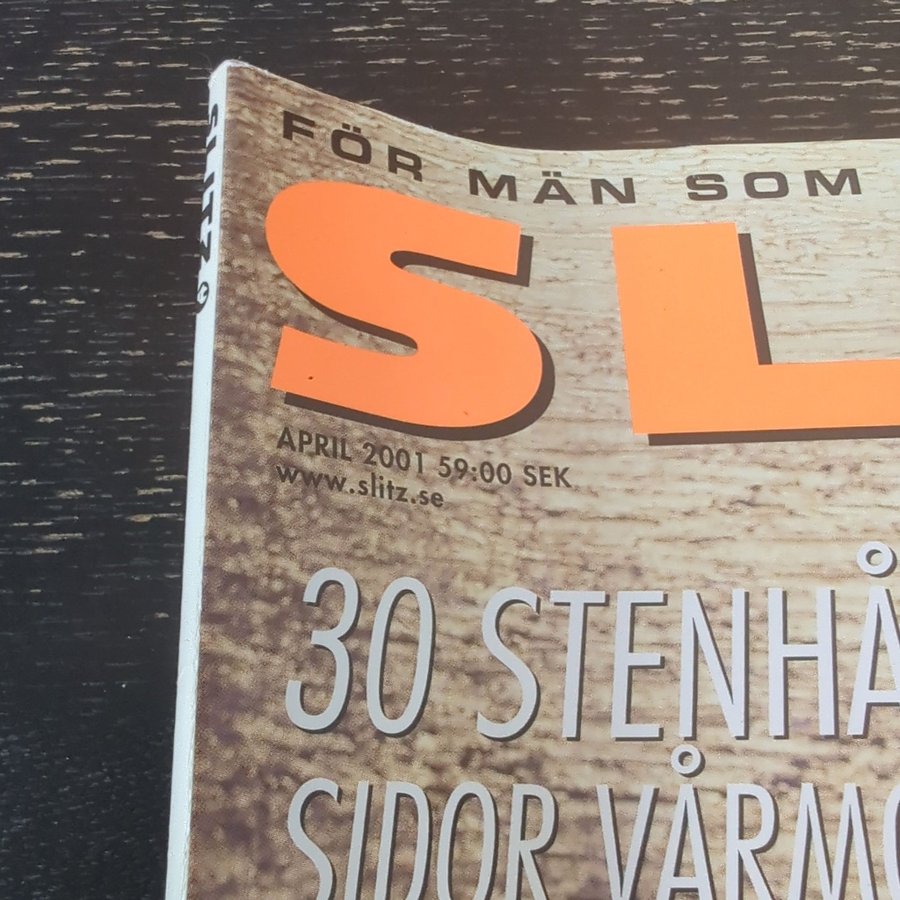 SLITZ
FÖR MÄN SOM
SL
APRIL 2001 59:00 SEK
www.slitz.se
30 STENHÅ
SIDOR VÅRMO